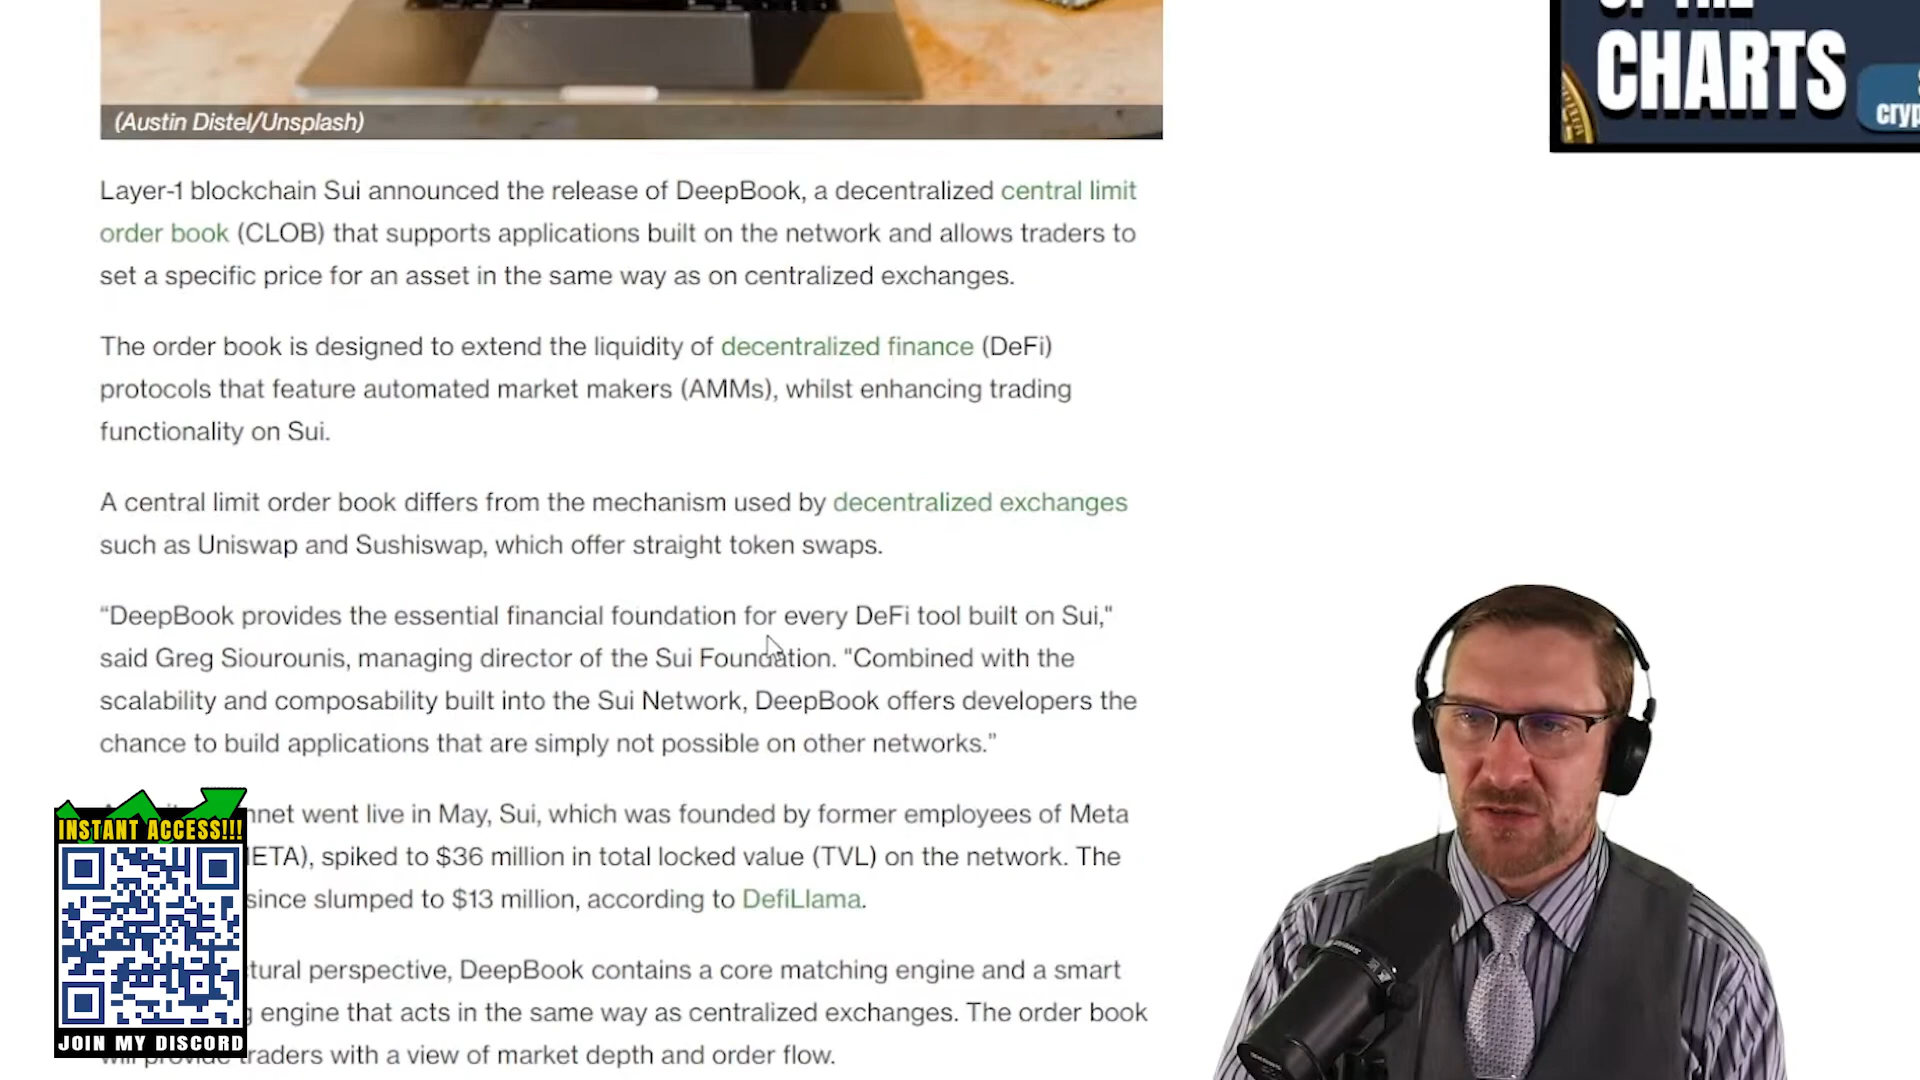 CHARTS
(Austin Distel/Unsplash)
Layer-1 blockchain Sui announced the release of DeepBook, a decentralized central limit
order book (CLOB) that supports applications built on the network and allows traders to
set a specific price for an asset in the same way as on centralized exchanges.
The order book is designed to extend the liquidity of decentralized finance (DeFi)
protocols that feature automated market makers (AMMs), whilst enhancing trading
functionality on Sui.
A central limit order book differs from the mechanism used by decentralized exchanges
such as Uniswap and Sushiswap, which offer straight token swaps.
“DeepBook provides the essential financial foundation for every DeFi tool built on Sui,"
said Greg Siourounis, managing director of the Sui Foundation. "Combined with the
scalability and composability built into the Sui Network, DeepBook offers developers the
chance to build applications that are simply not possible on other networks.”
went live in May, Sui, which was founded by former employees of Meta
spiked to $36 million in total locked value (TVL) on the network. The
since slumped to $13 million, according to DefiLlama.
perspective, DeepBook contains a core matching engine and a smart
engine that acts in the same way as centralized exchanges. The order book
traders with a view of market depth and order flow.
INSTANT ACCESS!!!
JOIN MY DISCORD